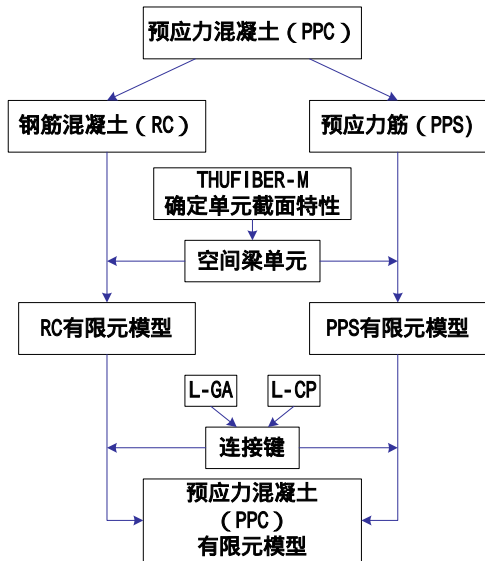 预应力混凝土（PPC）
钢筋混凝土（RC）
预应力筋（PPS)
THUFIBER-M
确定单元截面特性
空间梁单元
RC有限元模型
PPS有限元模型
L-GA
L-CP
连接键
预应力混凝土
（PPC）
有限元模型